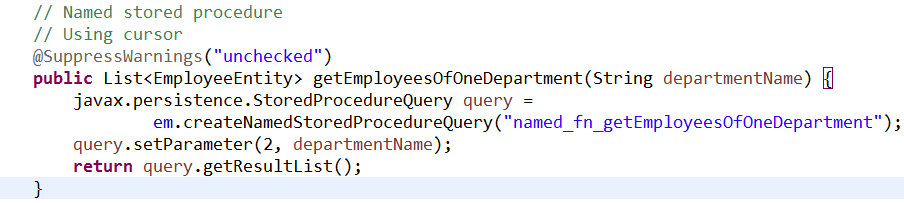 // Named stored procedure
// Using cursor
@SuppressWarnings("unchecked")
public List<EmployeeEntity> getEmployeesOfOneDepartment(String departmentName) {
javax.persistence.StoredProcedureQuery query =
em.createNamedStoredProcedureQuery("named_fn_getEmployeesOfOneDepartment");
query.setParameter(2, departmentName);
return query.getResultList();
}